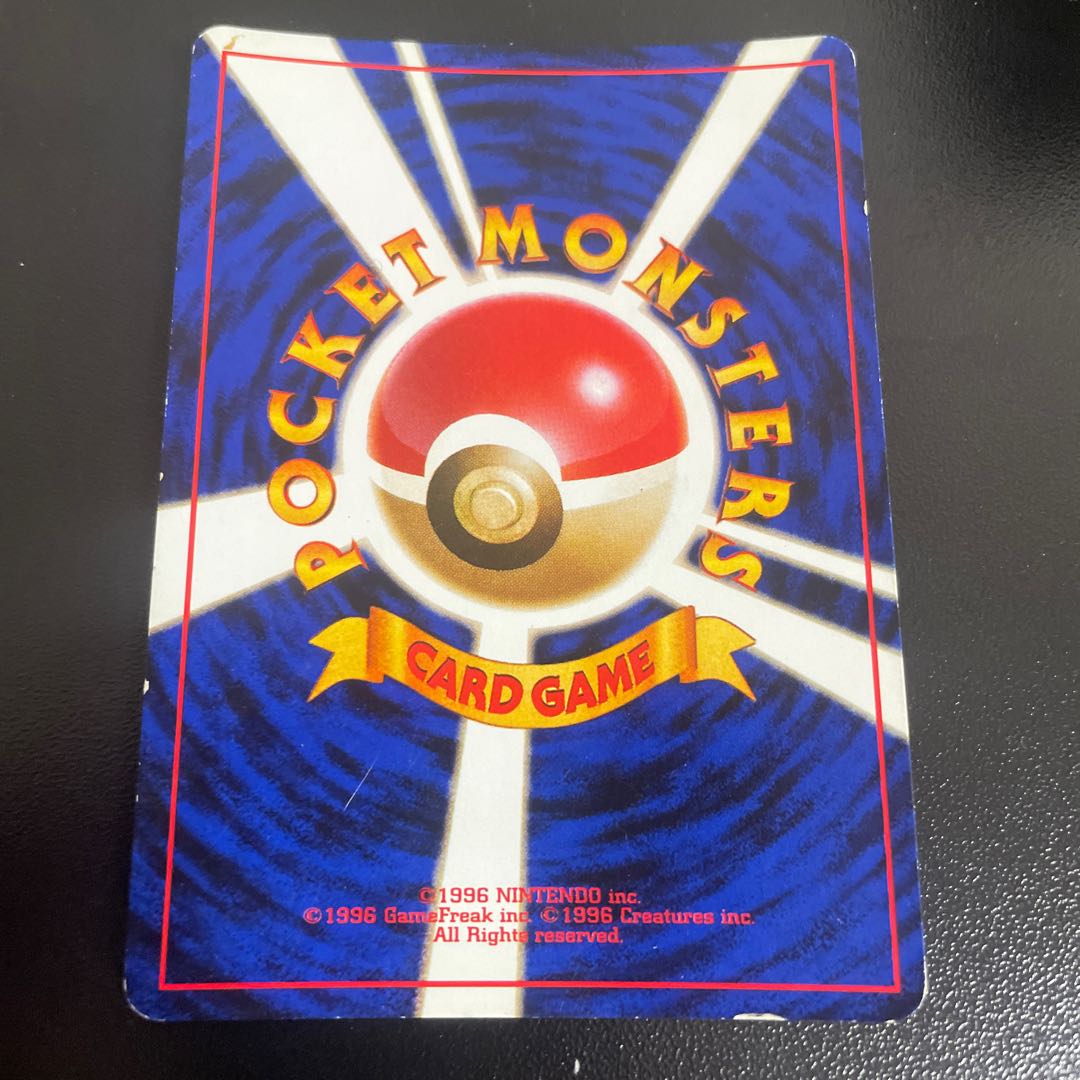 POCKET MONSTERS
CARD GAME
©1996 NINTENDO inc.
©1996 GameFreak inc. ©1996 Creatures inc.
All Rights reserved.